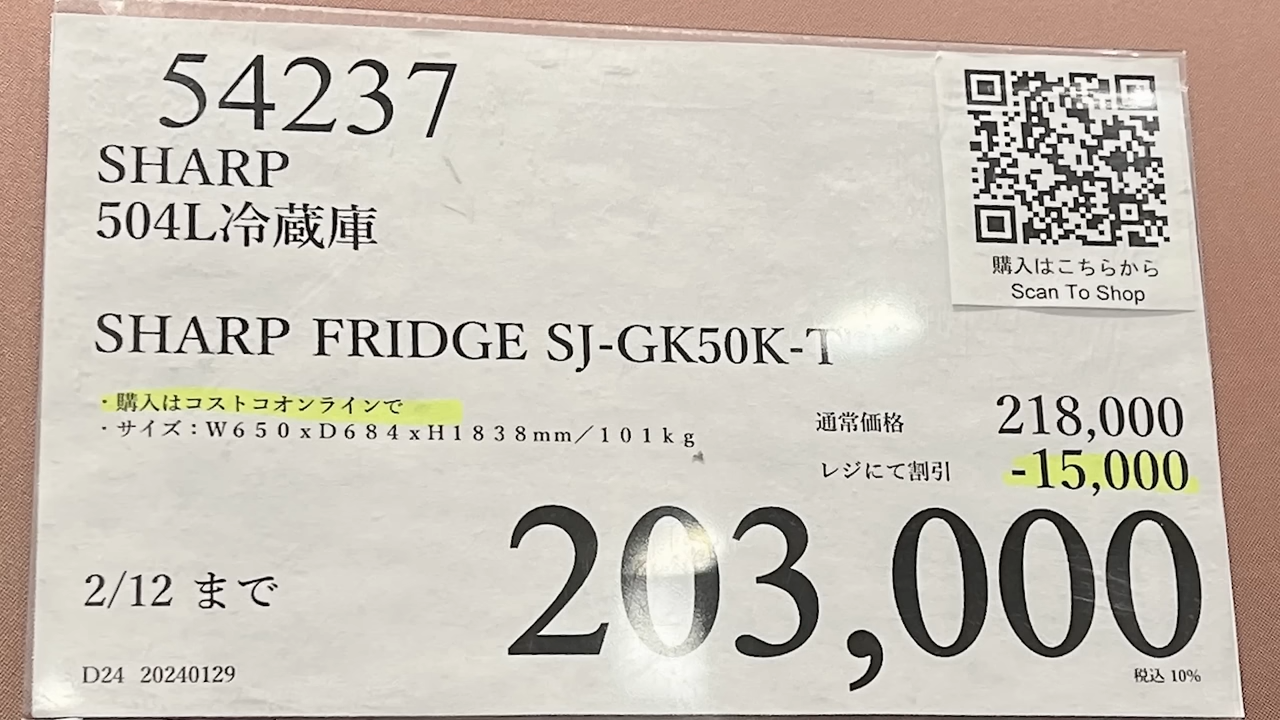 54237
SHARP
504L冷蔵庫
購入はこちらから
Scan To Shop
SHARP FRIDGE SJ-GK50K-T
・購入はコストコオンラインで
・サイズ：Ｗ６５０ｘＤ６８４ｘＨ１８３８mm／１０１ｋｇ
通常価格 218,000
レジにて割引 -15,000
203,000
2/12 まで
D24 20240129
税込 10%